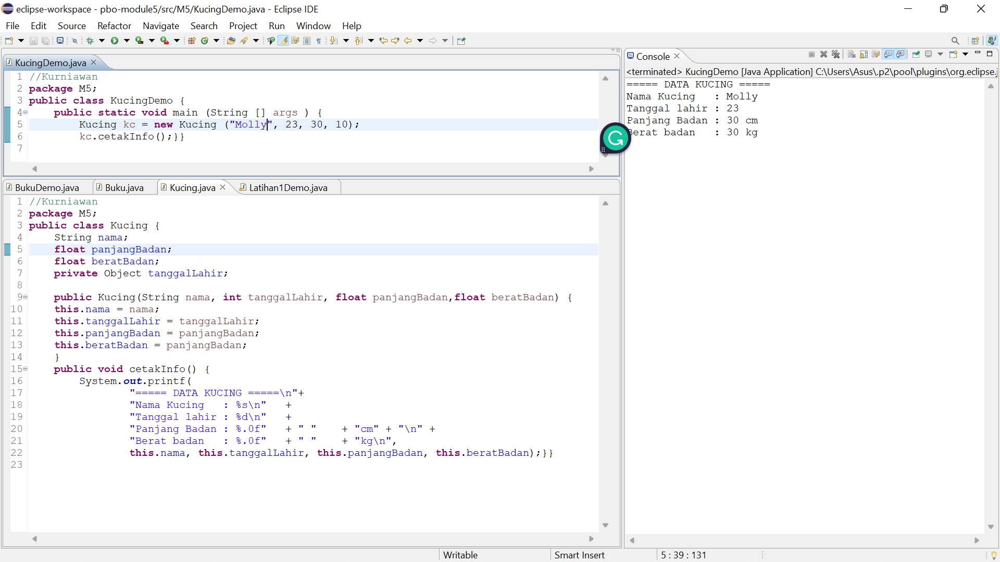 eclipse-workspace - pbo-module5/src/M5/KucingDemo.java - Eclipse IDE
File Edit Source Refactor Navigate Search Project Run Window Help
KucingDemo.java
1 //Kurniawan
2 package M5;
3 public class KucingDemo {
4     public static void main (String [] args ) {
5         Kucing kc = new Kucing ("Molly", 23, 30, 10);
6         kc.cetakInfo();}}
7
BukuDemo.java Buku.java Kucing.java Latihan1Demo.java
1 //Kurniawan
2 package M5;
3 public class Kucing {
4     String nama;
5     float panjangBadan;
6     float beratBadan;
7     private Object tanggalLahir;
8
9     public Kucing(String nama, int tanggalLahir, float panjangBadan,float beratBadan) {
10     this.nama = nama;
11     this.tanggalLahir = tanggalLahir;
12     this.panjangBadan = panjangBadan;
13     this.beratBadan = panjangBadan;
14     }
15     public void cetakInfo() {
16         System.out.printf(
17                 "===== DATA KUCING =====\n"+
18                 "Nama Kucing   : %s\n"   +
19                 "Tanggal lahir : %d\n"   +
20                 "Panjang Badan : %.0f"   + " "    + "cm" + "\n" +
21                 "Berat badan   : %.0f"   + " "    + "kg\n",
22                 this.nama, this.tanggalLahir, this.panjangBadan, this.beratBadan);}}
23
Console
<terminated> KucingDemo [Java Application] C:\Users\Asus\.p2\pool\plugins\org.eclipse.j
===== DATA KUCING =====
Nama Kucing   : Molly
Tanggal lahir : 23
Panjang Badan : 30 cm
Berat badan   : 30 kg
Writable Smart Insert 5 : 39 : 131